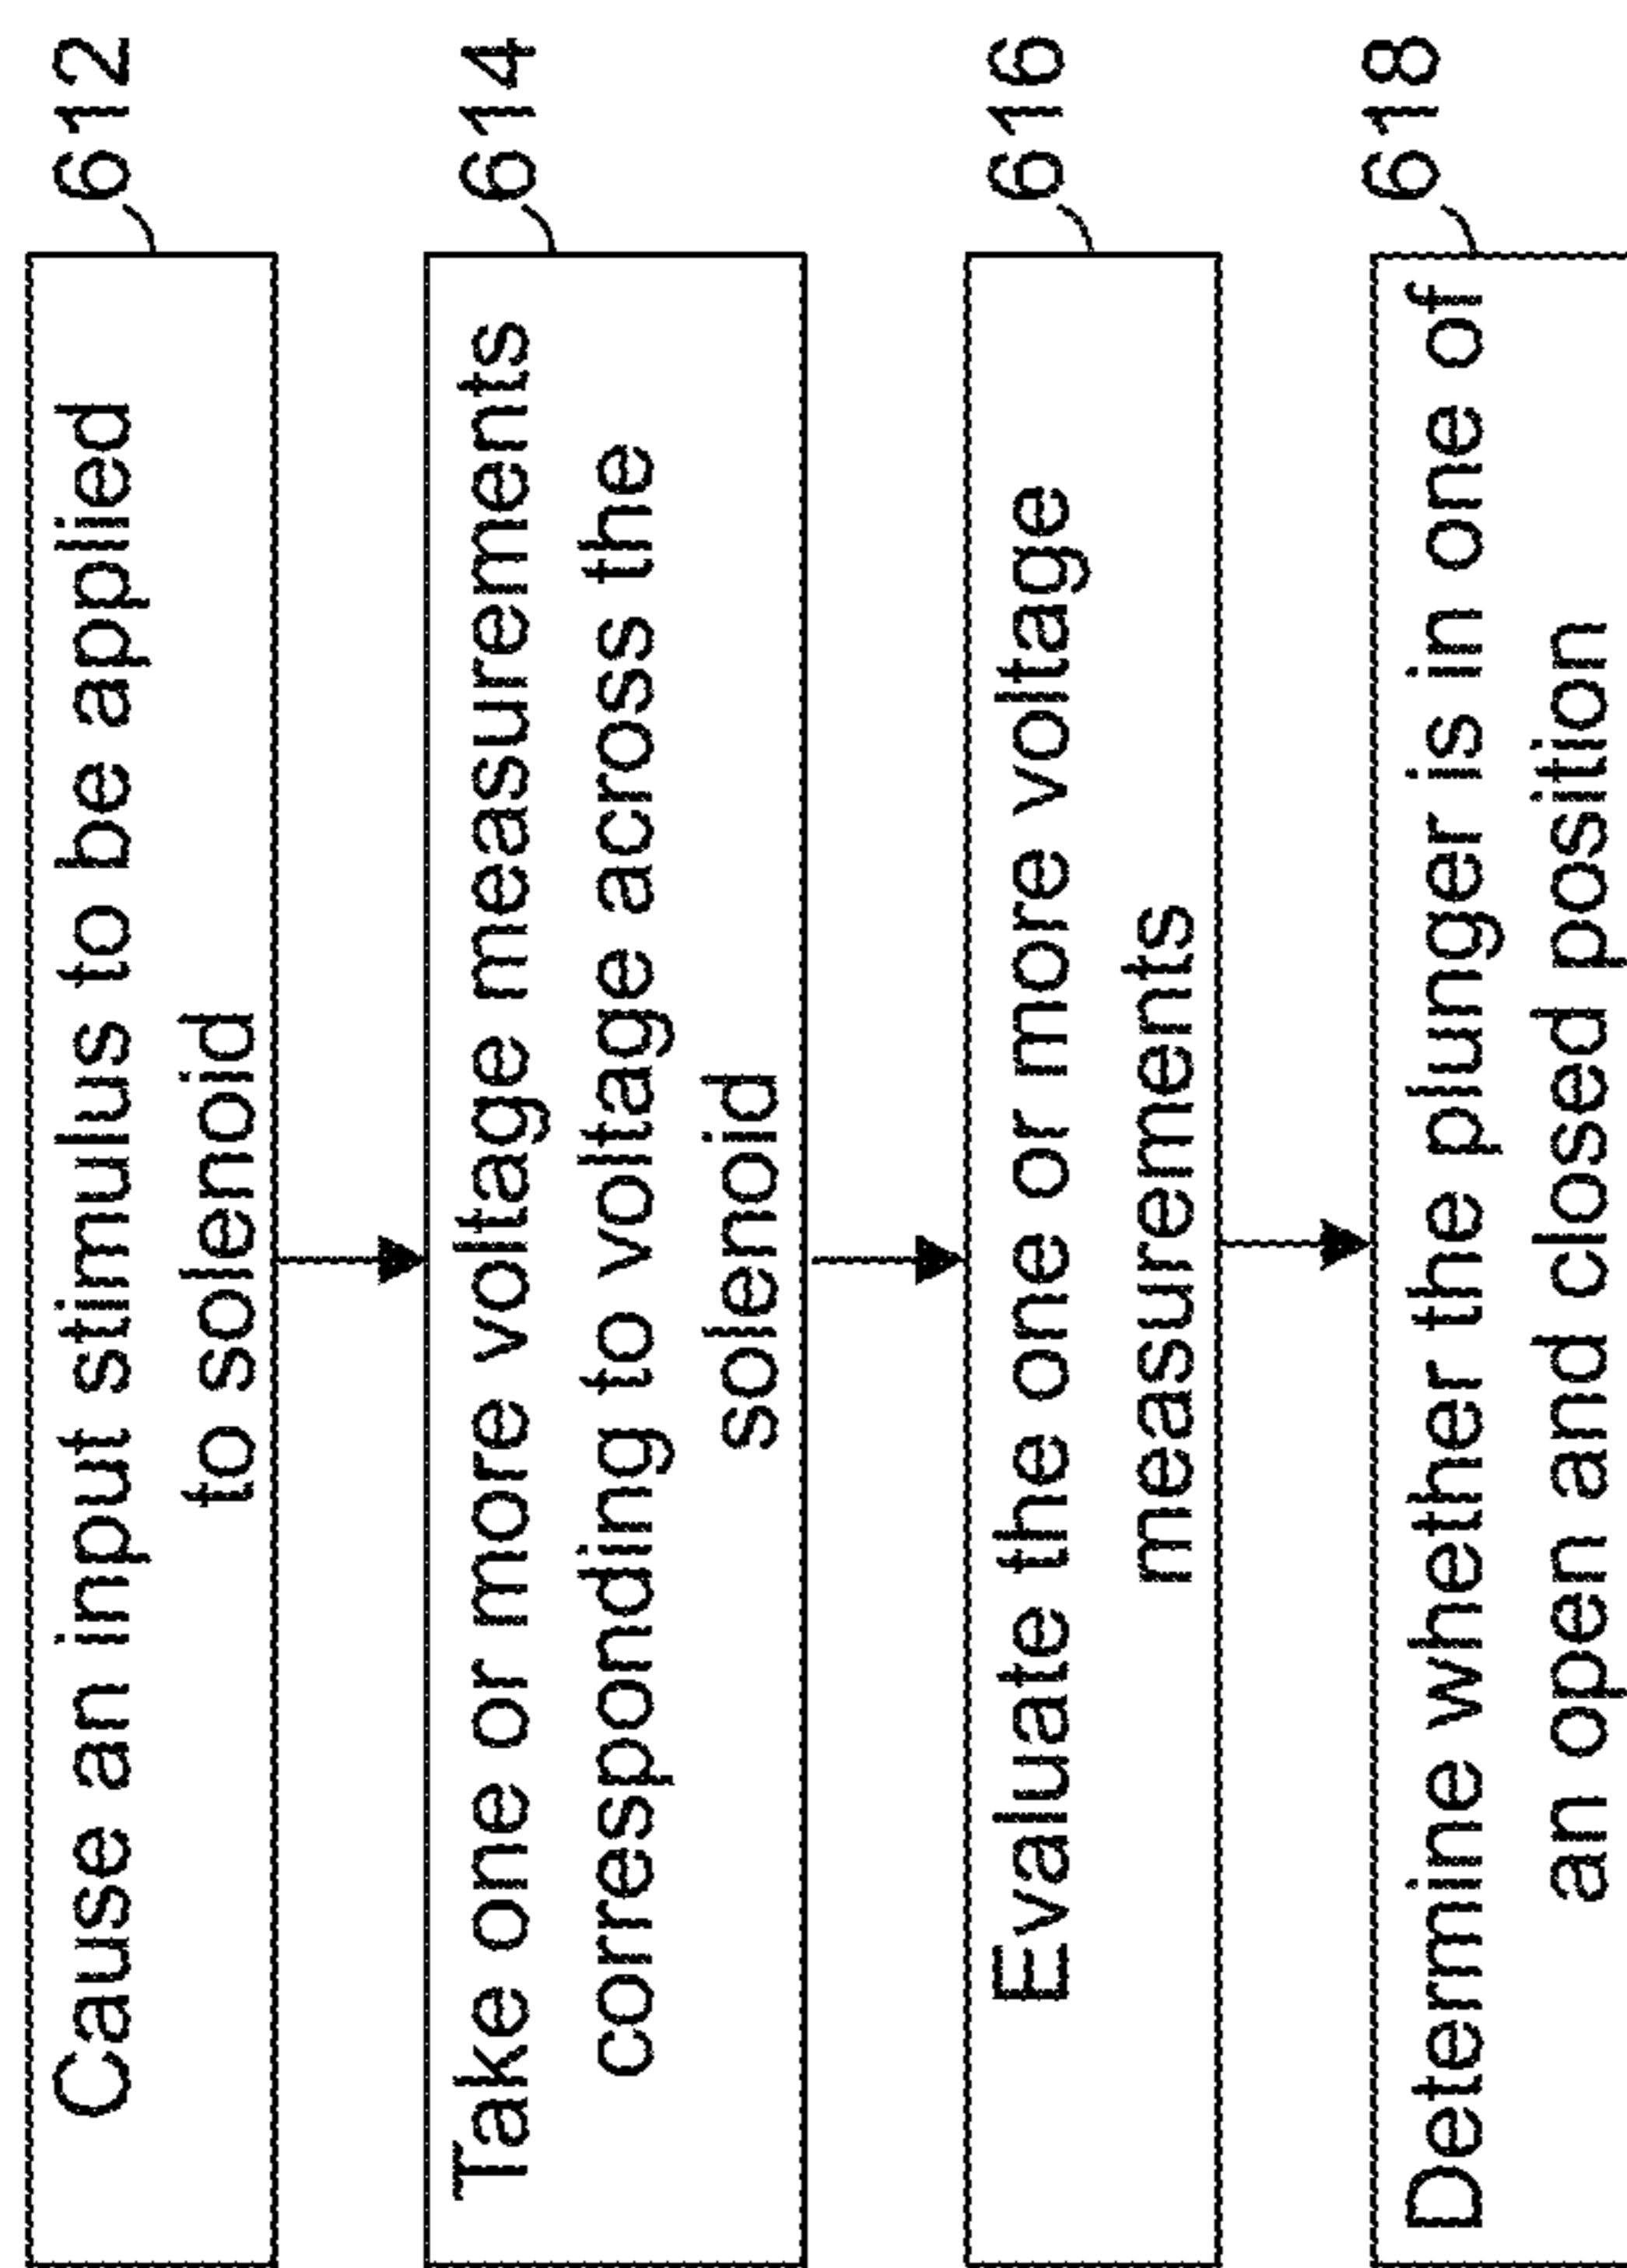 Cause an input stimulus to be applied
to solenoid
612
Take one or more voltage measurements
corresponding to voltage across the
solenoid
614
Evaluate the one or more voltage
measurements
616
Determine whether the plunger is in one of
an open and closed position
618